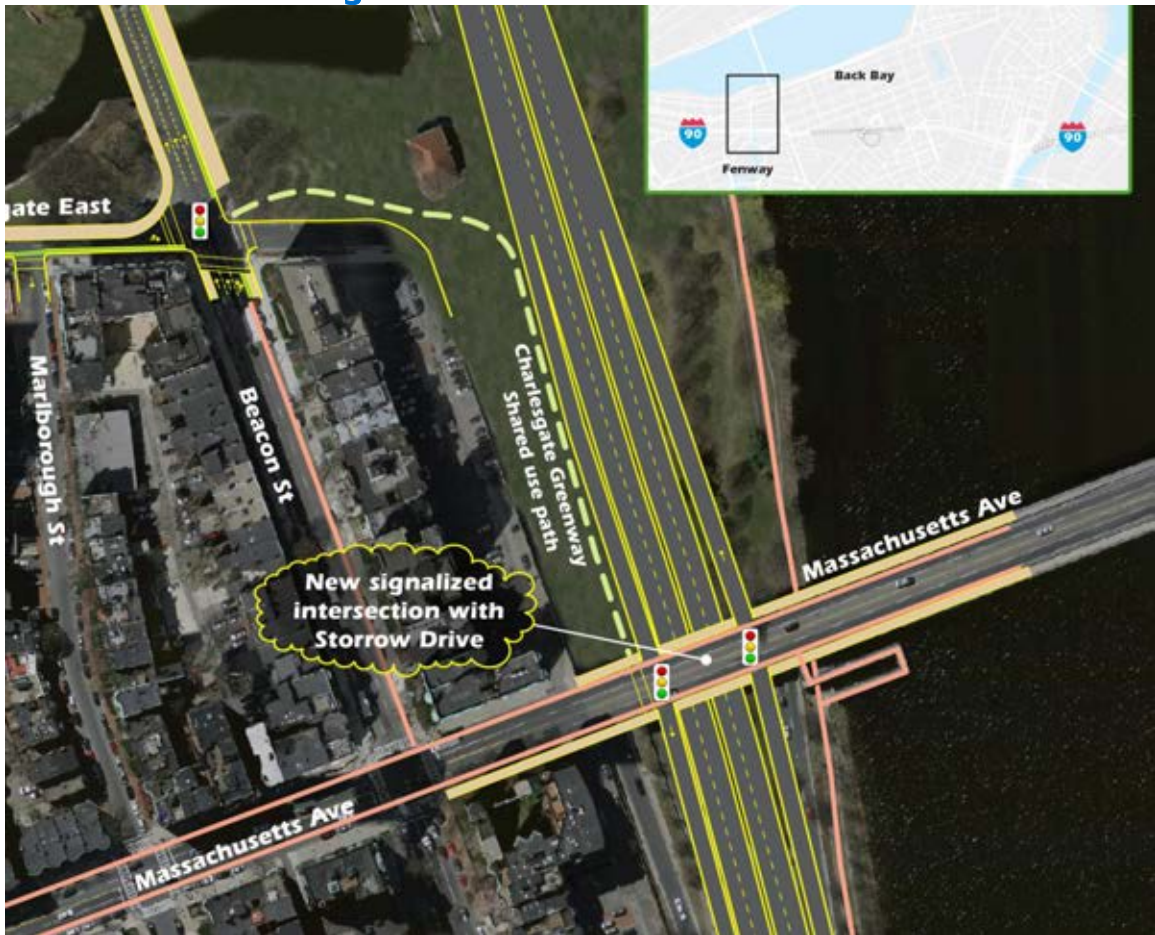 Back Bay
90
90
Fenway
gate East
Marlborough St
Beacon St
Charlesgate Greenway
Shared use path
Massachusetts Ave
New signalized
intersection with
Storrow Drive
Massachusetts Ave